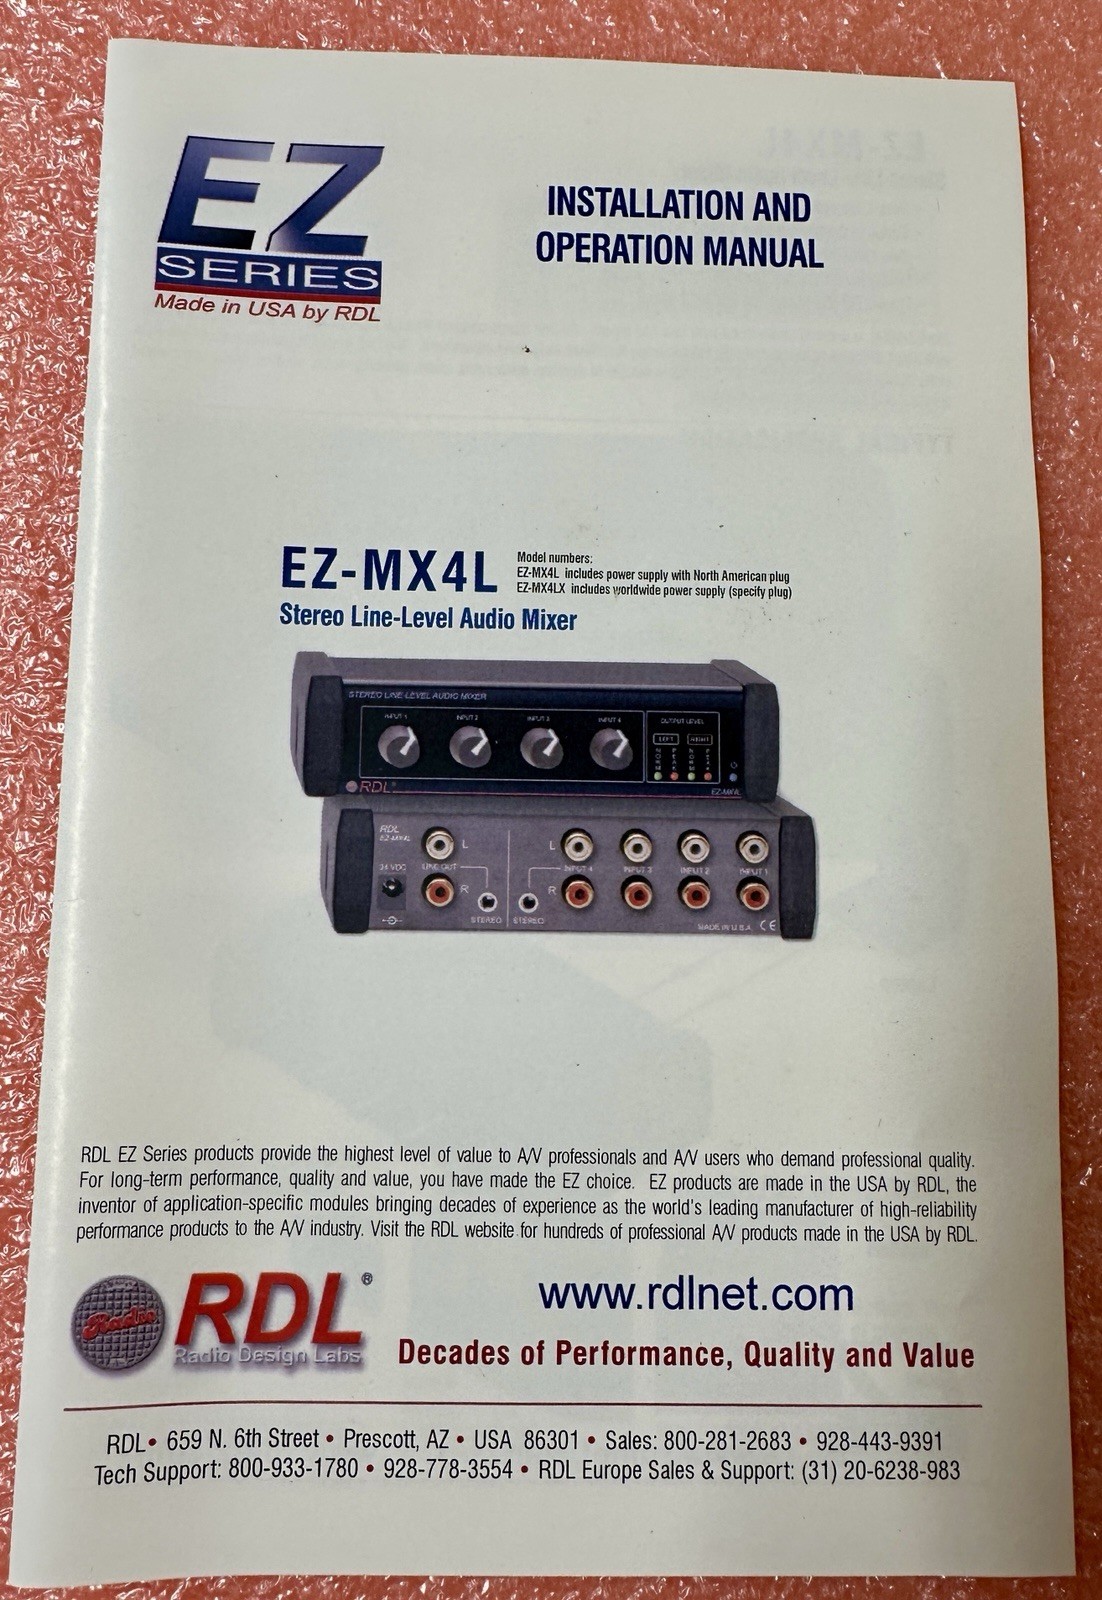 EZ
SERIES
Made in USA by RDL
INSTALLATION AND
OPERATION MANUAL
EZ-MX4L
Model numbers:
EZ-MX4L includes power supply with North American plug
EZ-MX4LX includes worldwide power supply (specify plug)
Stereo Line-Level Audio Mixer
STEREO LINE LEVEL AUDIO MIXER
INPUT 1 INPUT 2 INPUT 3 INPUT 4 OUTPUT LEVEL
LEFT RIGHT
NORM PEAK NORM PEAK
RDL EZ-MX4L
RDL
EZ-MX4L
L L
24 VDC LINE OUT INPUT 4 INPUT 3 INPUT 2 INPUT 1
R R
STEREO STEREO MADE IN U.S.A. CE
RDL EZ Series products provide the highest level of value to A/V professionals and A/V users who demand professional quality.
For long-term performance, quality and value, you have made the EZ choice. EZ products are made in the USA by RDL, the
inventor of application-specific modules bringing decades of experience as the world's leading manufacturer of high-reliability
performance products to the A/V industry. Visit the RDL website for hundreds of professional A/V products made in the USA by RDL.
Radio
RDL®
Radio Design Labs
www.rdlnet.com
Decades of Performance, Quality and Value
RDL• 659 N. 6th Street • Prescott, AZ • USA 86301 • Sales: 800-281-2683 • 928-443-9391
Tech Support: 800-933-1780 • 928-778-3554 • RDL Europe Sales & Support: (31) 20-6238-983